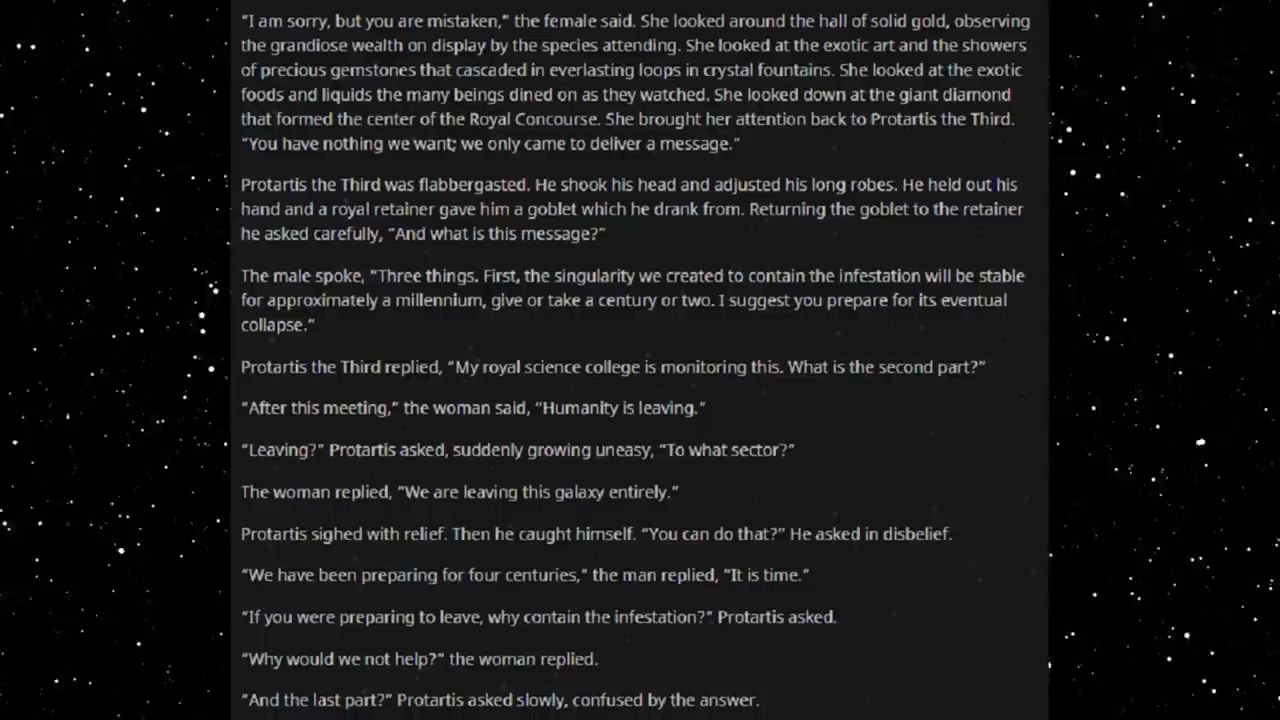 “I am sorry, but you are mistaken,” the female said. She looked around the hall of solid gold, observing
the grandiose wealth on display by the species attending. She looked at the exotic art and the showers
of precious gemstones that cascaded in everlasting loops in crystal fountains. She looked at the exotic
foods and liquids the many beings dined on as they watched. She looked down at the giant diamond
that formed the center of the Royal Concourse. She brought her attention back to Protartis the Third.
“You have nothing we want; we only came to deliver a message.”
Protartis the Third was flabbergasted. He shook his head and adjusted his long robes. He held out his
hand and a royal retainer gave him a goblet which he drank from. Returning the goblet to the retainer
he asked carefully, “And what is this message?”
The male spoke, “Three things. First, the singularity we created to contain the infestation will be stable
for approximately a millennium, give or take a century or two. I suggest you prepare for its eventual
collapse.”
Protartis the Third replied, “My royal science college is monitoring this. What is the second part?”
“After this meeting,” the woman said, “Humanity is leaving.”
“Leaving?” Protartis asked, suddenly growing uneasy, “To what sector?”
The woman replied, “We are leaving this galaxy entirely.”
Protartis sighed with relief. Then he caught himself. “You can do that?” He asked in disbelief.
“We have been preparing for four centuries,” the man replied, “It is time.”
“If you were preparing to leave, why contain the infestation?” Protartis asked.
“Why would we not help?” the woman replied.
“And the last part?” Protartis asked slowly, confused by the answer.